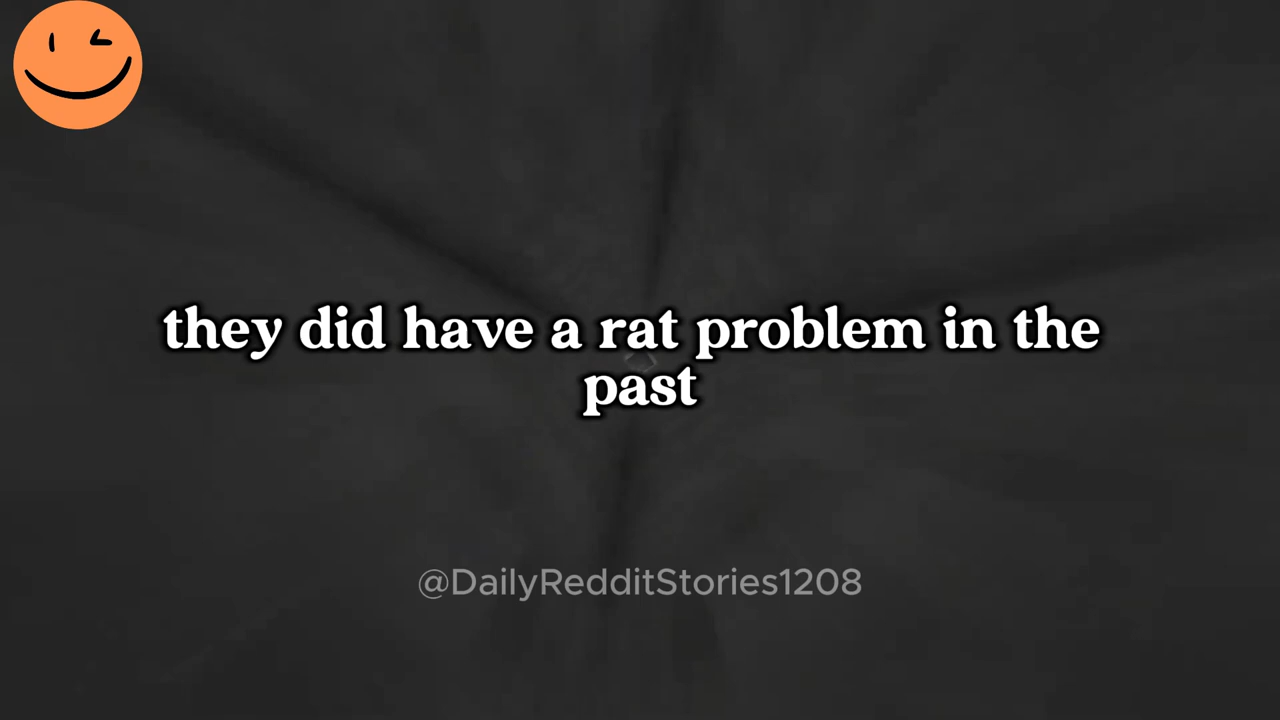 they did have a rat problem in the
past
@DailyRedditStories1208